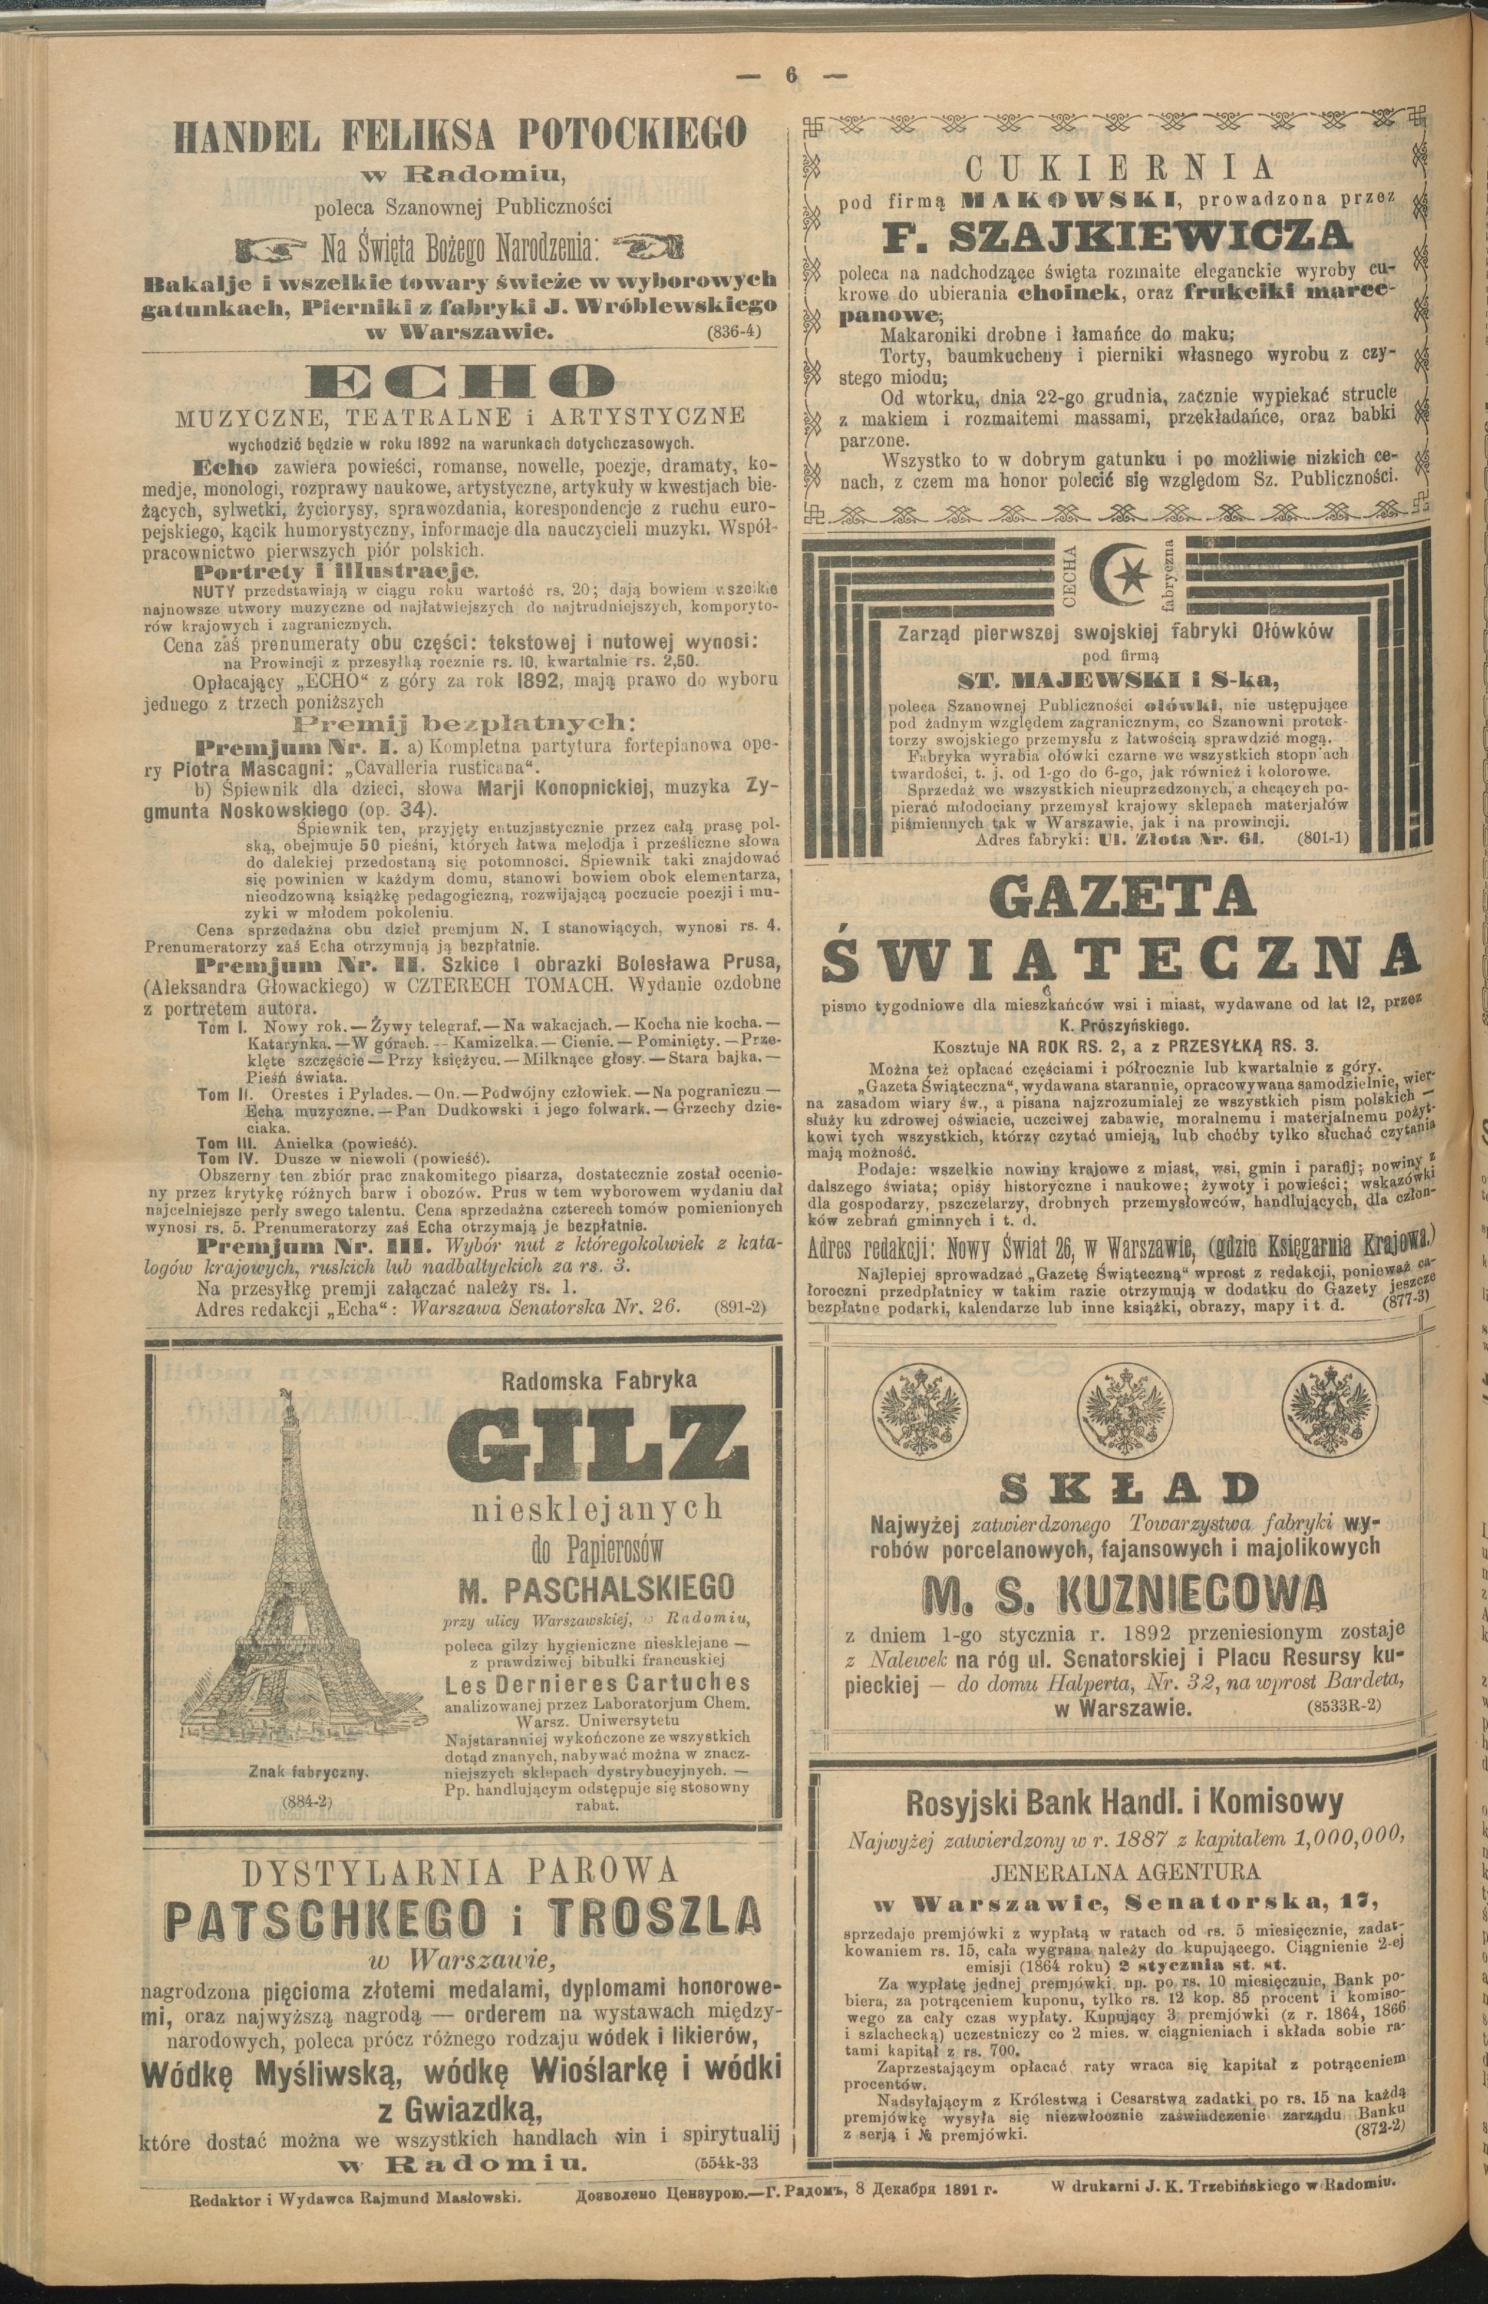 — 6 —
HANDEL FELIKSA POTOCKIEGO
w Radomiu,
poleca Szanownej Publiczności
Na Święta Bożego Narodzenia:
Bakalje i wszelkie towary świeże w wyborowych
gatunkach, Pierniki z fabryki J. Wróblewskiego
w Warszawie. (836-4)
ECHO
MUZYCZNE, TEATRALNE i ARTYSTYCZNE
wychodzić będzie w roku 1892 na warunkach dotychczasowych.
Echo zawiera powieści, romanse, nowelle, poezje, dramaty, ko-
medje, monologi, rozprawy naukowe, artystyczne, artykuły w kwestjach bie-
żących, sylwetki, życiorysy, sprawozdania, korespondencje z ruchu euro-
pejskiego, kącik humorystyczny, informacje dla nauczycieli muzyki. Współ-
pracownictwo pierwszych piór polskich.
Portrety i illustracje.
NUTY przedstawiają w ciągu roku wartość rs. 20; dają bowiem wszelkie
najnowsze utwory muzyczne od najłatwiejszych do najtrudniejszych, komporyto-
rów krajowych i zagranicznych.
Cena zaś prenumeraty obu części: tekstowej i nutowej wynosi:
na Prowincji z przesyłką rocznie rs. 10, kwartalnie rs. 2,50.
Opłacający „ECHO" z góry za rok 1892, mają prawo do wyboru
jednego z trzech poniższych
Premij bezpłatnych:
Premjum Nr. I. a) Kompletna partytura fortepianowa ope-
ry Piotra Mascagni: „Cavalleria rusticana".
b) Śpiewnik dla dzieci, słowa Marji Konopnickiej, muzyka Zy-
gmunta Noskowskiego (op. 34).
Śpiewnik ten, przyjęty entuzjastycznie przez całą prasę pol-
ską, obejmuje 50 pieśni, których łatwa melodja i prześliczne słowa
do dalekiej przedostaną się potomności. Śpiewnik taki znajdować
się powinien w każdym domu, stanowi bowiem obok elementarza,
nieodzowną książkę pedagogiczną, rozwijającą poczucie poezji i mu-
zyki w młodem pokoleniu.
Cena sprzedażna obu dzieł premjum N. I stanowiących, wynosi rs. 4.
Prenumeratorzy zaś Echa otrzymują ją bezpłatnie.
Premjum Nr. II. Szkice i obrazki Bolesława Prusa,
(Aleksandra Głowackiego) w CZTERECH TOMACH. Wydanie ozdobne
z portretem autora.
Tom I. Nowy rok. — Żywy telegraf. — Na wakacjach. — Kocha nie kocha. —
Katarynka. — W górach. — Kamizelka. — Cienie. — Pominięty. — Prze-
klęte szczęście — Przy księżycu. — Milknące głosy. — Stara bajka. —
Pieśń świata.
Tom II. Orestes i Pylades. — On. — Podwójny człowiek. — Na pograniczu —
Echa muzyczne. — Pan Dudkowski i jego folwark. — Grzechy dzie-
ciaka.
Tom III. Anielka (powieść).
Tom IV. Dusze w niewoli (powieść).
Obszerny ten zbiór prac znakomitego pisarza, dostatecznie został ocenio-
ny przez krytykę różnych barw i obozów. Prus w tem wyborowem wydaniu dał
najcelniejsze perły swego talentu. Cena sprzedażna czterech tomów pomienionych
wynosi rs. 5. Prenumeratorzy zaś Echa otrzymają je bezpłatnie.
Premjum Nr. III. Wybór nut z któregokolwiek z kata-
logów krajowych, ruskich lub nadbałtyckich za rs. 3.
Na przesyłkę premji załączać należy rs. 1.
Adres redakcji „Echa": Warszawa Senatorska Nr. 26. (891-2)
Radomska Fabryka
GILZ
niesklejanych
do Papierosów
M. PASCHALSKIEGO
przy ulicy Warszawskiej, w Radomiu,
poleca gilzy hygieniczne niesklejane —
z prawdziwej bibułki francuskiej
Les Dernieres Cartuches
analizowanej przez Laboratorjum Chem.
Warsz. Uniwersytetu
Najstaranniej wykończone ze wszystkich
dotąd znanych, nabywać można w znacz-
niejszych sklepach dystrybucyjnych. —
Pp. handlującym odstępuje się stosowny
rabat.
Znak fabryczny.
(884-2)
DYSTYLARNIA PAROWA
PATSCHKEGO i TROSZLA
w Warszawie,
nagrodzona pięcioma złotemi medalami, dyplomami honorowe-
mi, oraz najwyższą nagrodą — orderem na wystawach między-
narodowych, poleca prócz różnego rodzaju wódek i likierów,
Wódkę Myśliwską, wódkę Wioślarkę i wódki
z Gwiazdką,
które dostać można we wszystkich handlach win i spirytualij
w Radomiu. (554k-33
CUKIERNIA
pod firmą MAKOWSKI, prowadzona przez
F. SZAJKIEWICZA
poleca na nadchodzące święta rozmaite eleganckie wyroby cu-
krowe do ubierania choinek, oraz frukciki marce-
panowe;
Makaroniki drobne i łamańce do maku;
Torty, baumkucheny i pierniki własnego wyrobu z czy-
stego miodu;
Od wtorku, dnia 22-go grudnia, zacznie wypiekać strucle
z makiem i rozmaitemi massami, przekładańce, oraz babki
parzone.
Wszystko to w dobrym gatunku i po możliwie nizkich ce-
nach, z czem ma honor polecić się względom Sz. Publiczności.
CECHA fabryczna
Zarząd pierwszej swojskiej fabryki Ołówków
pod firmą
ST. MAJEWSKI i S-ka,
poleca Szanownej Publiczności ołówki, nie ustępujące
pod żadnym względem zagranicznym, co Szanowni protek-
torzy swojskiego przemysłu z łatwością sprawdzić mogą.
Fabryka wyrabia ołówki czarne we wszystkich stopniach
twardości, t. j. od 1-go do 6-go, jak również i kolorowe.
Sprzedaż we wszystkich nieuprzedzonych, a chcących po-
pierać młodociany przemysł krajowy sklepach materjałów
piśmiennych tak w Warszawie, jak i na prowincji.
Adres fabryki: Ul. Złota Nr. 61. (801-1)
GAZETA
ŚWIĄTECZNA
pismo tygodniowe dla mieszkańców wsi i miast, wydawane od lat 12, przez
K. Prószyńskiego.
Kosztuje NA ROK RS. 2, a z PRZESYŁKĄ RS. 3.
Można też opłacać częściami i półrocznie lub kwartalnie z góry.
„Gazeta Świąteczna", wydawana starannie, opracowywana samodzielnie, wier-
na zasadom wiary św., a pisana najzrozumialej ze wszystkich pism polskich —
służy ku zdrowej oświacie, uczciwej zabawie, moralnemu i materjalnemu pożyt-
kowi tych wszystkich, którzy czytać umieją, lub choćby tylko słuchać czytania
mają możność.
Podaje: wszelkie nowiny krajowe z miast, wsi, gmin i parafij; nowiny z
dalszego świata; opisy historyczne i naukowe; żywoty i powieści; wskazówki
dla gospodarzy, pszczelarzy, drobnych przemysłowców, handlujących, dla człon-
ków zebrań gminnych i t. d.
Adres redakcji: Nowy Świat 26, w Warszawie, (gdzie Księgarnia Krajowa.)
Najlepiej sprowadzać „Gazetę Świąteczną" wprost z redakcji, ponieważ ca-
łoroczni przedpłatnicy w takim razie otrzymują w dodatku do Gazety jeszcze
bezpłatne podarki, kalendarze lub inne książki, obrazy, mapy i t d. (877-3)
SKŁAD
Najwyżej zatwierdzonego Towarzystwa fabryki wy-
robów porcelanowych, fajansowych i majolikowych
M. S. KUZNIECOWA
z dniem 1-go stycznia r. 1892 przeniesionym zostaje
z Nalewek na róg ul. Senatorskiej i Placu Resursy ku-
pieckiej — do domu Halperta, Nr. 32, na wprost Bardeta,
w Warszawie. (8533R-2)
Rosyjski Bank Handl. i Komisowy
Najwyżej zatwierdzony w r. 1887 z kapitałem 1,000,000,
JENERALNA AGENTURA
w Warszawie, Senatorska, 17,
sprzedaje premjówki z wypłatą w ratach od rs. 5 miesięcznie, zadat-
kowaniem rs. 15, cała wygrana należy do kupującego. Ciągnienie 2-ej
emisji (1864 roku) 2 stycznia st. st.
Za wypłatę jednej premjówki, np. po rs. 10 miesięcznie, Bank po-
biera, za potrąceniem kuponu, tylko rs. 12 kop. 85 procent i komiso-
wego za cały czas wypłaty. Kupujący 3 premjówki (z r. 1864, 1866
i szlachecką) uczestniczy co 2 mies. w ciągnieniach i składa sobie ra-
tami kapitał z rs. 700.
Zaprzestającym opłacać raty wraca się kapitał z potrąceniem
procentów.
Nadsyłającym z Królestwa i Cesarstwa zadatki po rs. 15 na każdą
premjówkę wysyła się niezwłocznie zaświadczenie zarządu Banku
z serją i № premjówki. (872-2)
Redaktor i Wydawca Rajmund Masłowski. Дозволено Цензурою.—Г. Радомъ, 8 Декабря 1891 г. W drukarni J. K. Trzebińskiego w Radomiu.